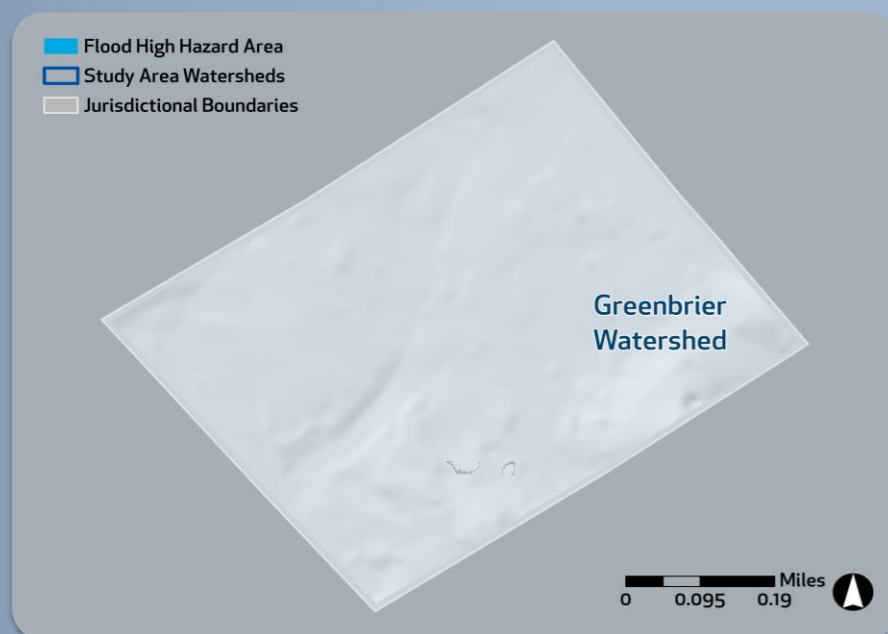 Flood High Hazard Area
Study Area Watersheds
Jurisdictional Boundaries
Greenbrier
Watershed
Miles
0 0.095 0.19